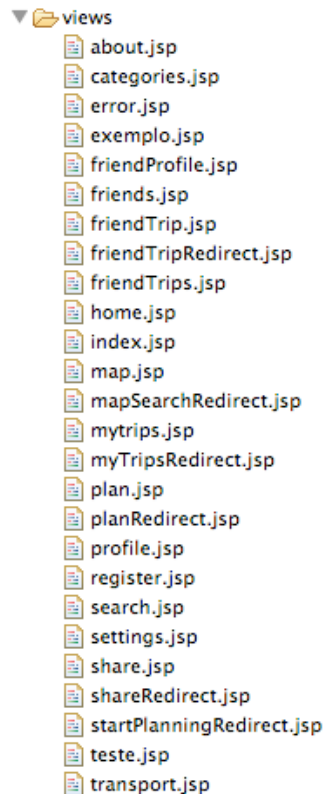 views
about.jsp
categories.jsp
error.jsp
exemplo.jsp
friendProfile.jsp
friends.jsp
friendTrip.jsp
friendTripRedirect.jsp
friendTrips.jsp
home.jsp
index.jsp
map.jsp
mapSearchRedirect.jsp
mytrips.jsp
myTripsRedirect.jsp
plan.jsp
planRedirect.jsp
profile.jsp
register.jsp
search.jsp
settings.jsp
share.jsp
shareRedirect.jsp
startPlanningRedirect.jsp
teste.jsp
transport.jsp